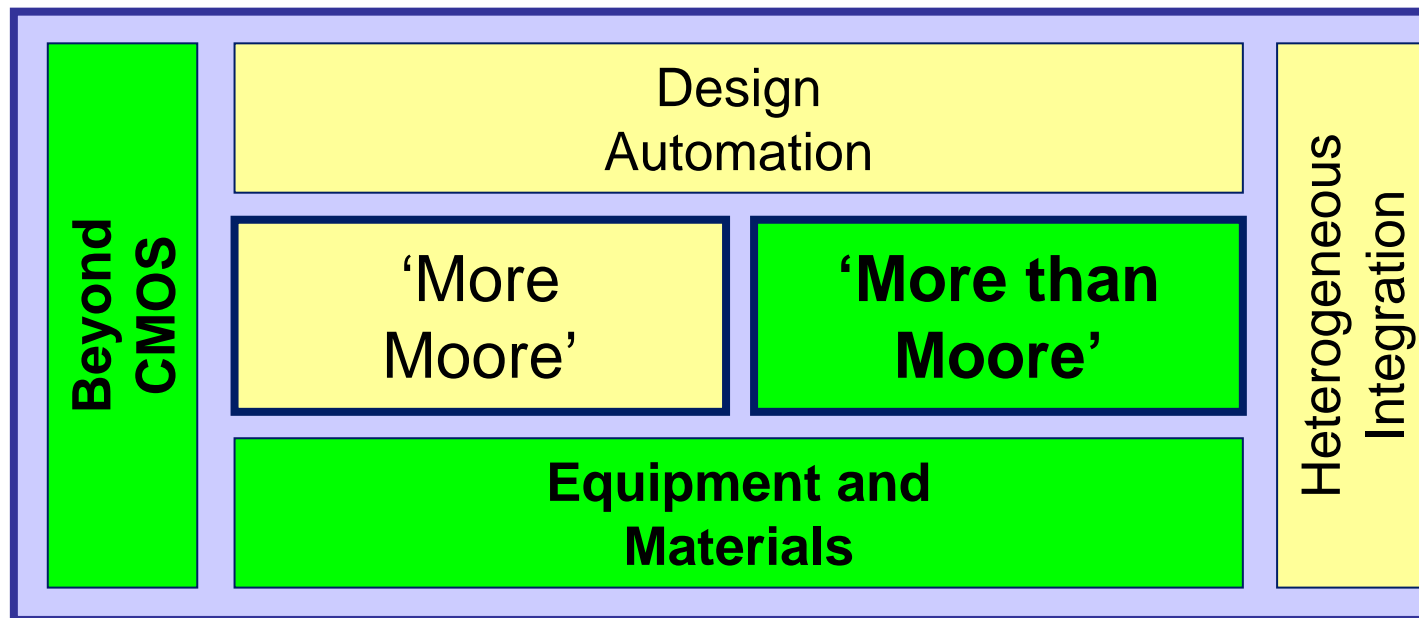 Beyond
CMOS
Design
Automation
‘More
Moore’
‘More than
Moore’
Equipment and
Materials
Heterogeneous
Integration